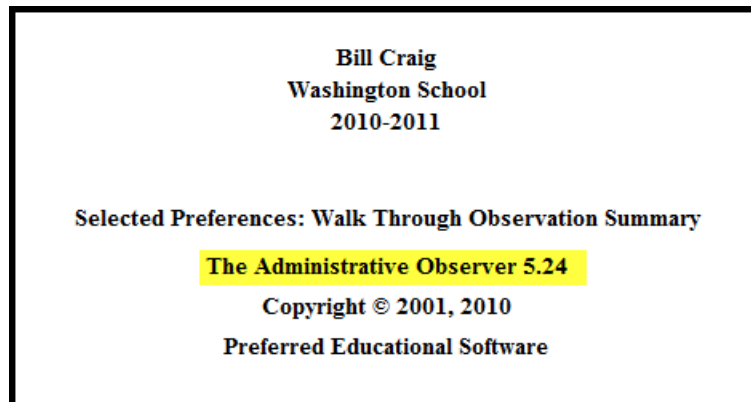 Bill Craig
Washington School
2010-2011
Selected Preferences: Walk Through Observation Summary
The Administrative Observer 5.24
Copyright © 2001, 2010
Preferred Educational Software